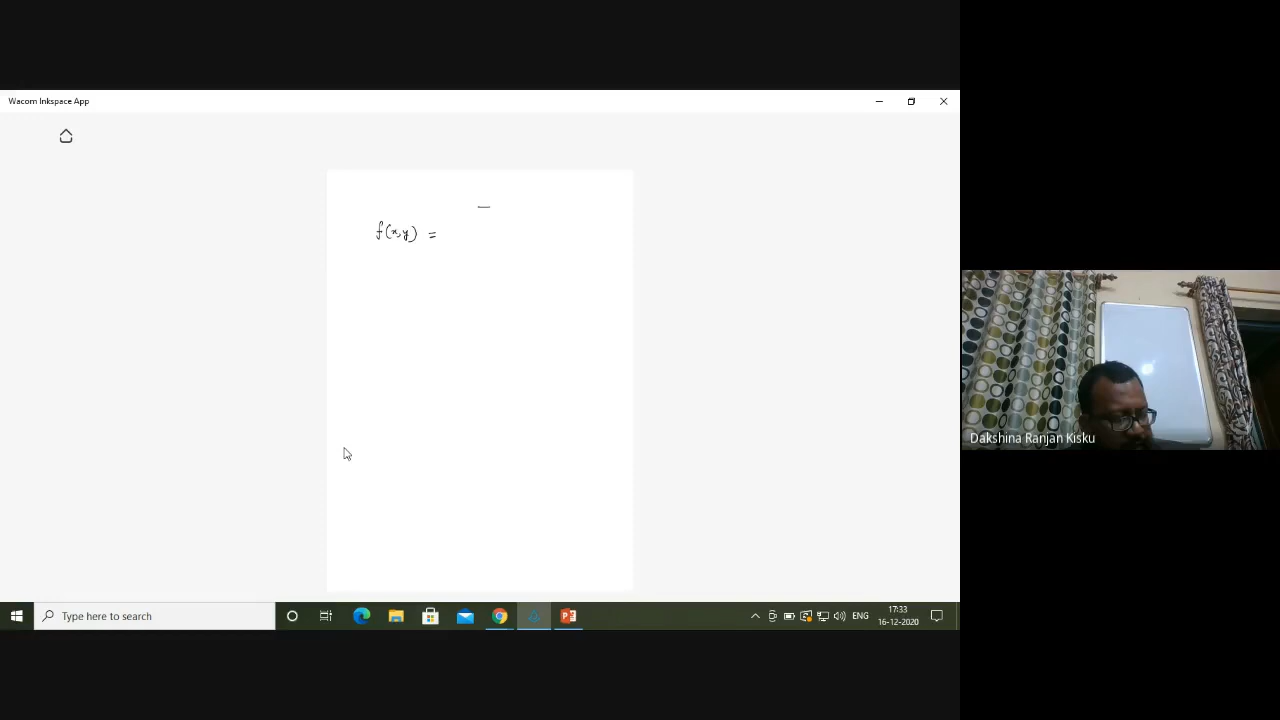 Wacom Inkspace App
f(x,y) =
Dakshina Ranjan Kisku
Type here to search
ENG
17:33
16-12-2020